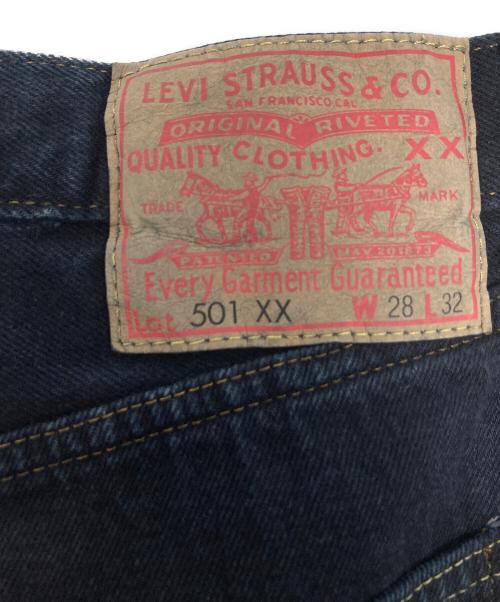 LEVI STRAUSS & CO.
SAN FRANCISCO CAL
ORIGINAL RIVETED
QUALITY CLOTHING. XX
TRADE MARK
PATENTED MAY 20 1873
Every Garment Guaranteed
Lot 501 XX W 28 L 32